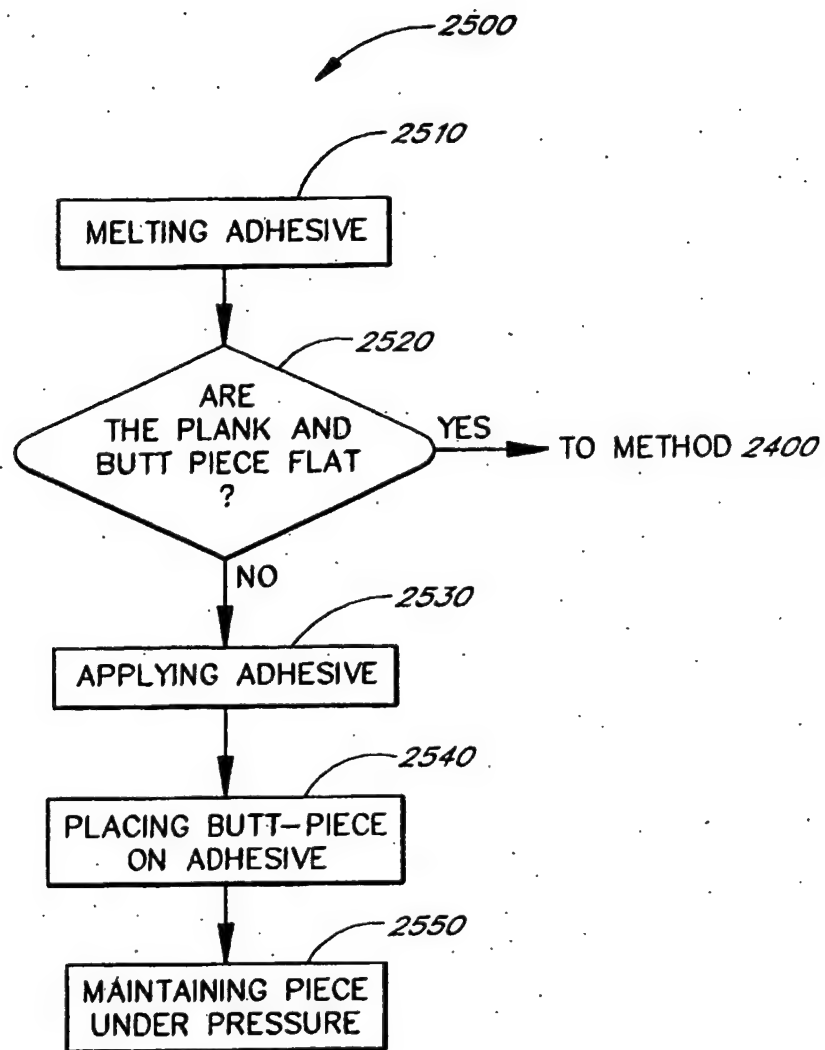 2500
2510
MELTING ADHESIVE
2520
ARE
THE PLANK AND
BUTT PIECE FLAT
?
YES
TO METHOD 2400
NO
2530
APPLYING ADHESIVE
2540
PLACING BUTT-PIECE
ON ADHESIVE
2550
MAINTAINING PIECE
UNDER PRESSURE